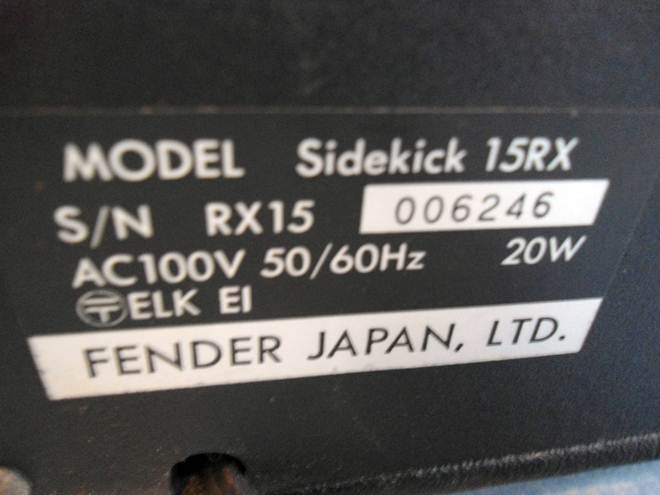 MODEL Sidekick 15RX
S/N RX15 006246
AC100V 50/60Hz 20W
ELK EI
FENDER JAPAN, LTD.